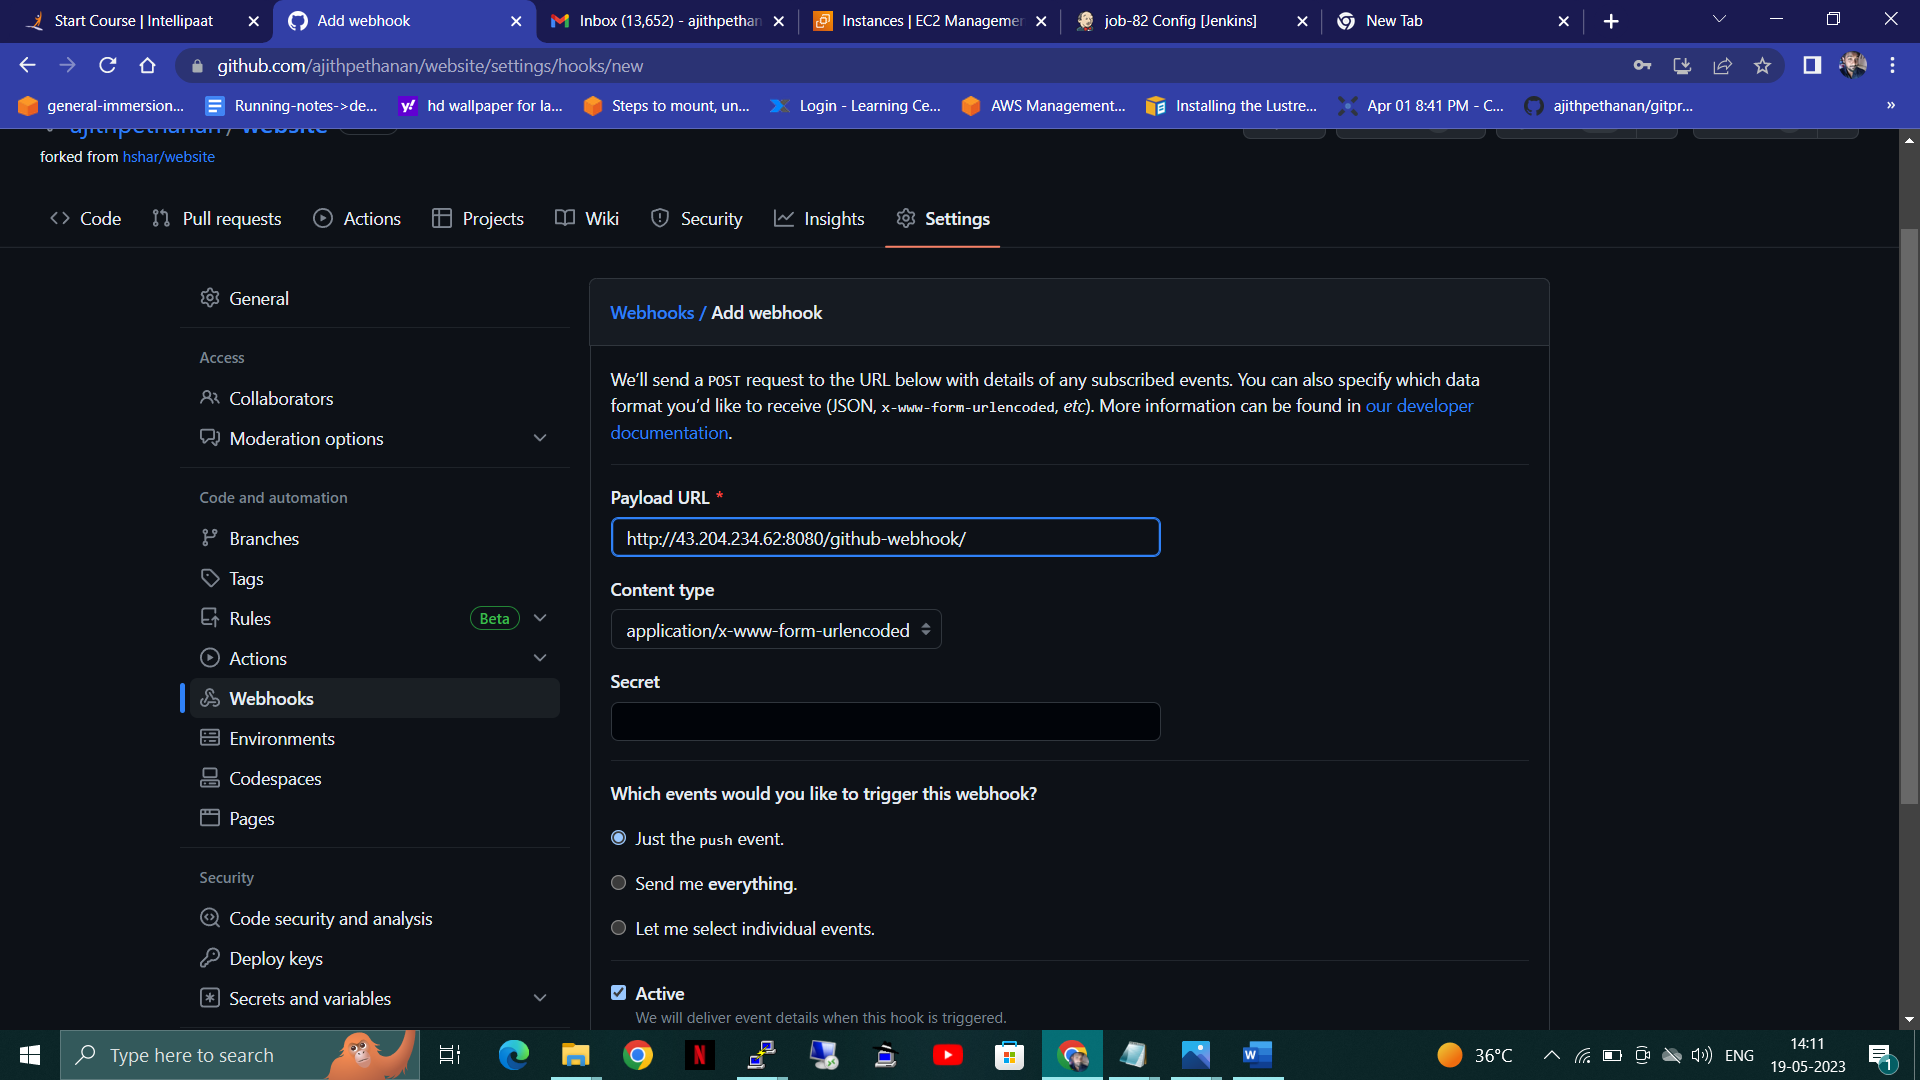 Start Course | Intellipaat
Add webhook
Inbox (13,652) - ajithpethan
Instances | EC2 Managemen
job-82 Config [Jenkins]
New Tab
github.com/ajithpethanan/website/settings/hooks/new
general-immersion...
Running-notes->de...
hd wallpaper for la...
Steps to mount, un...
Login - Learning Ce...
AWS Management...
Installing the Lustre...
Apr 01 8:41 PM - C...
ajithpethanan/gitpr...
»
ajithpethanan / website
forked from hshar/website
Code
Pull requests
Actions
Projects
Wiki
Security
Insights
Settings
General
Access
Collaborators
Moderation options
Code and automation
Branches
Tags
Rules
Beta
Actions
Webhooks
Environments
Codespaces
Pages
Security
Code security and analysis
Deploy keys
Secrets and variables
Webhooks / Add webhook
We’ll send a POST request to the URL below with details of any subscribed events. You can also specify which data
format you’d like to receive (JSON, x-www-form-urlencoded, etc). More information can be found in our developer
documentation.
Payload URL *
http://43.204.234.62:8080/github-webhook/
Content type
application/x-www-form-urlencoded
Secret
Which events would you like to trigger this webhook?
Just the push event.
Send me everything.
Let me select individual events.
Active
We will deliver event details when this hook is triggered.
Type here to search
36°C
ENG
14:11
19-05-2023
1